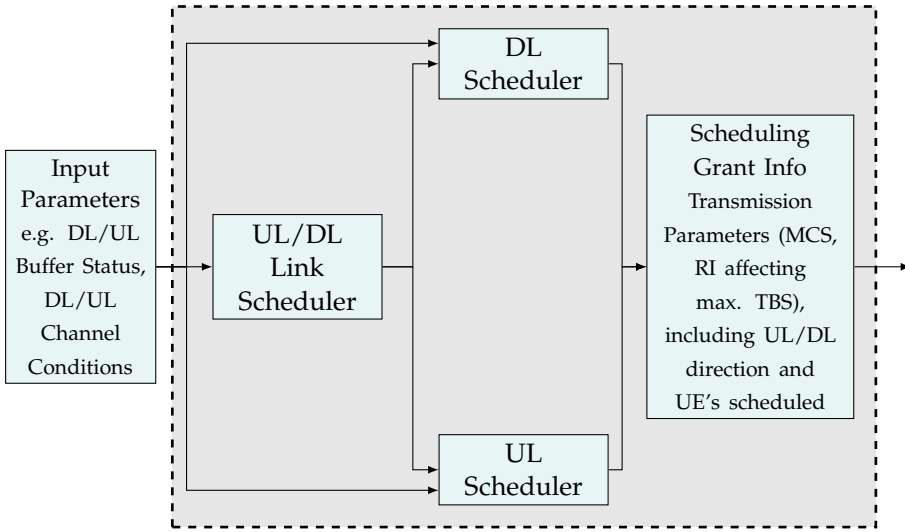 Input
Parameters
e.g. DL/UL
Buffer Status,
DL/UL
Channel
Conditions
UL/DL
Link
Scheduler
DL
Scheduler
UL
Scheduler
Scheduling
Grant Info
Transmission
Parameters (MCS,
RI affecting
max. TBS),
including UL/DL
direction and
UE's scheduled